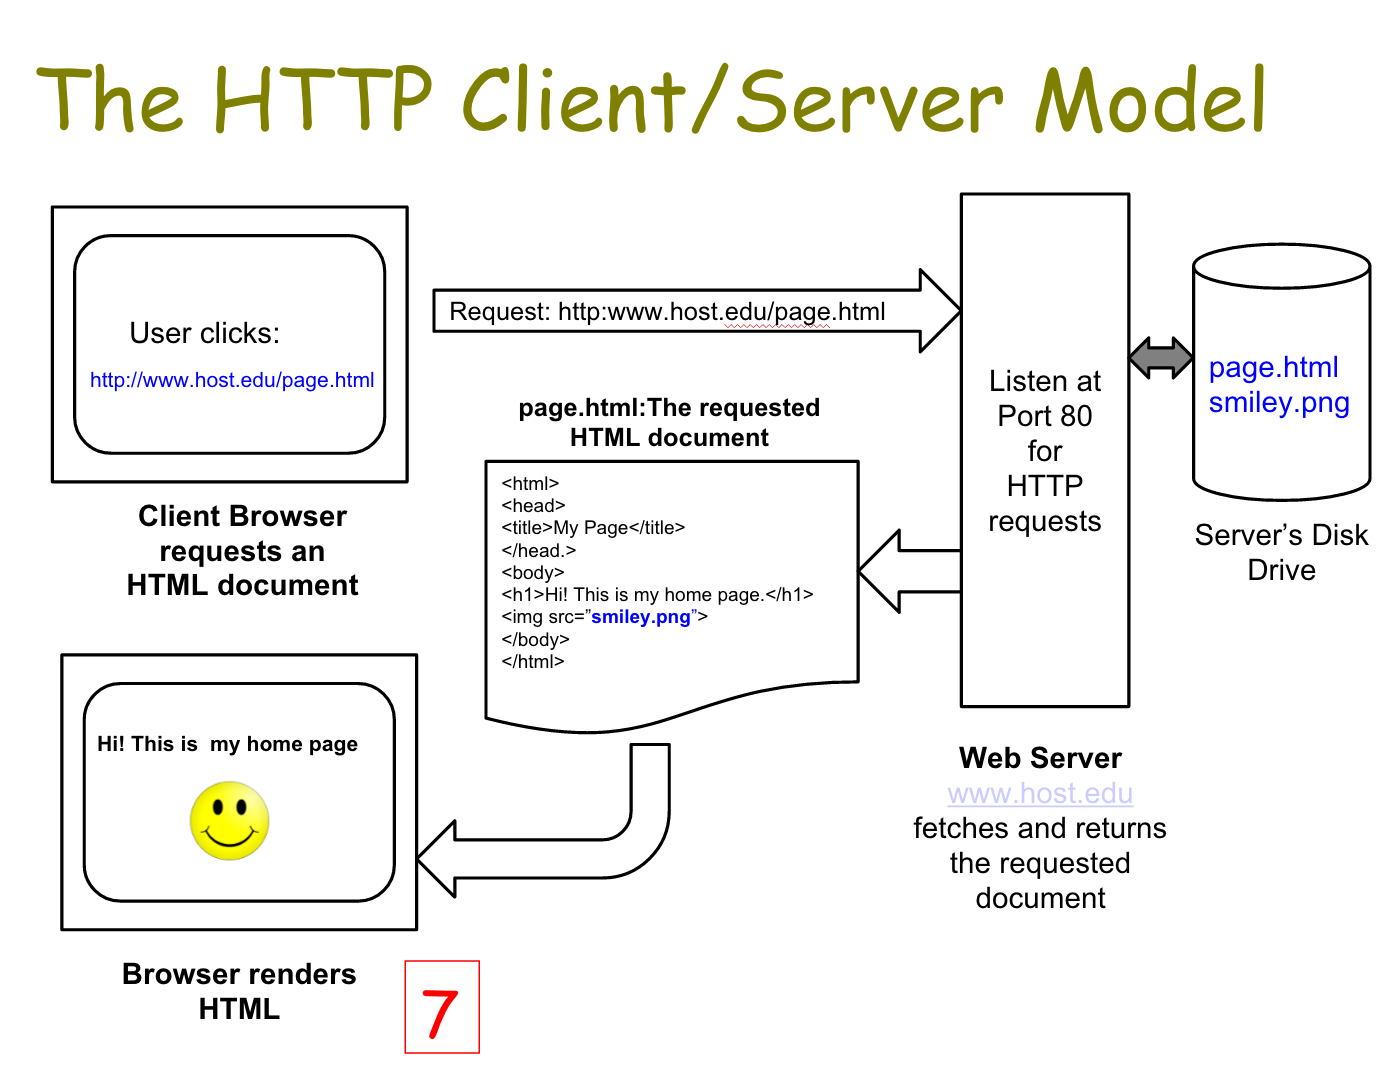 The HTTP Client/Server Model
User clicks:
http://www.host.edu/page.html
Client Browser
requests an
HTML document
Request: http:www.host.edu/page.html
page.html:The requested
HTML document
<html>
<head>
<title>My Page</title>
</head.>
<body>
<h1>Hi! This is my home page.</h1>
<img src=”smiley.png”>
</body>
</html>
Listen at
Port 80
for
HTTP
requests
page.html
smiley.png
Server’s Disk
Drive
Web Server
www.host.edu
fetches and returns
the requested
document
Hi! This is  my home page
Browser renders
HTML
7